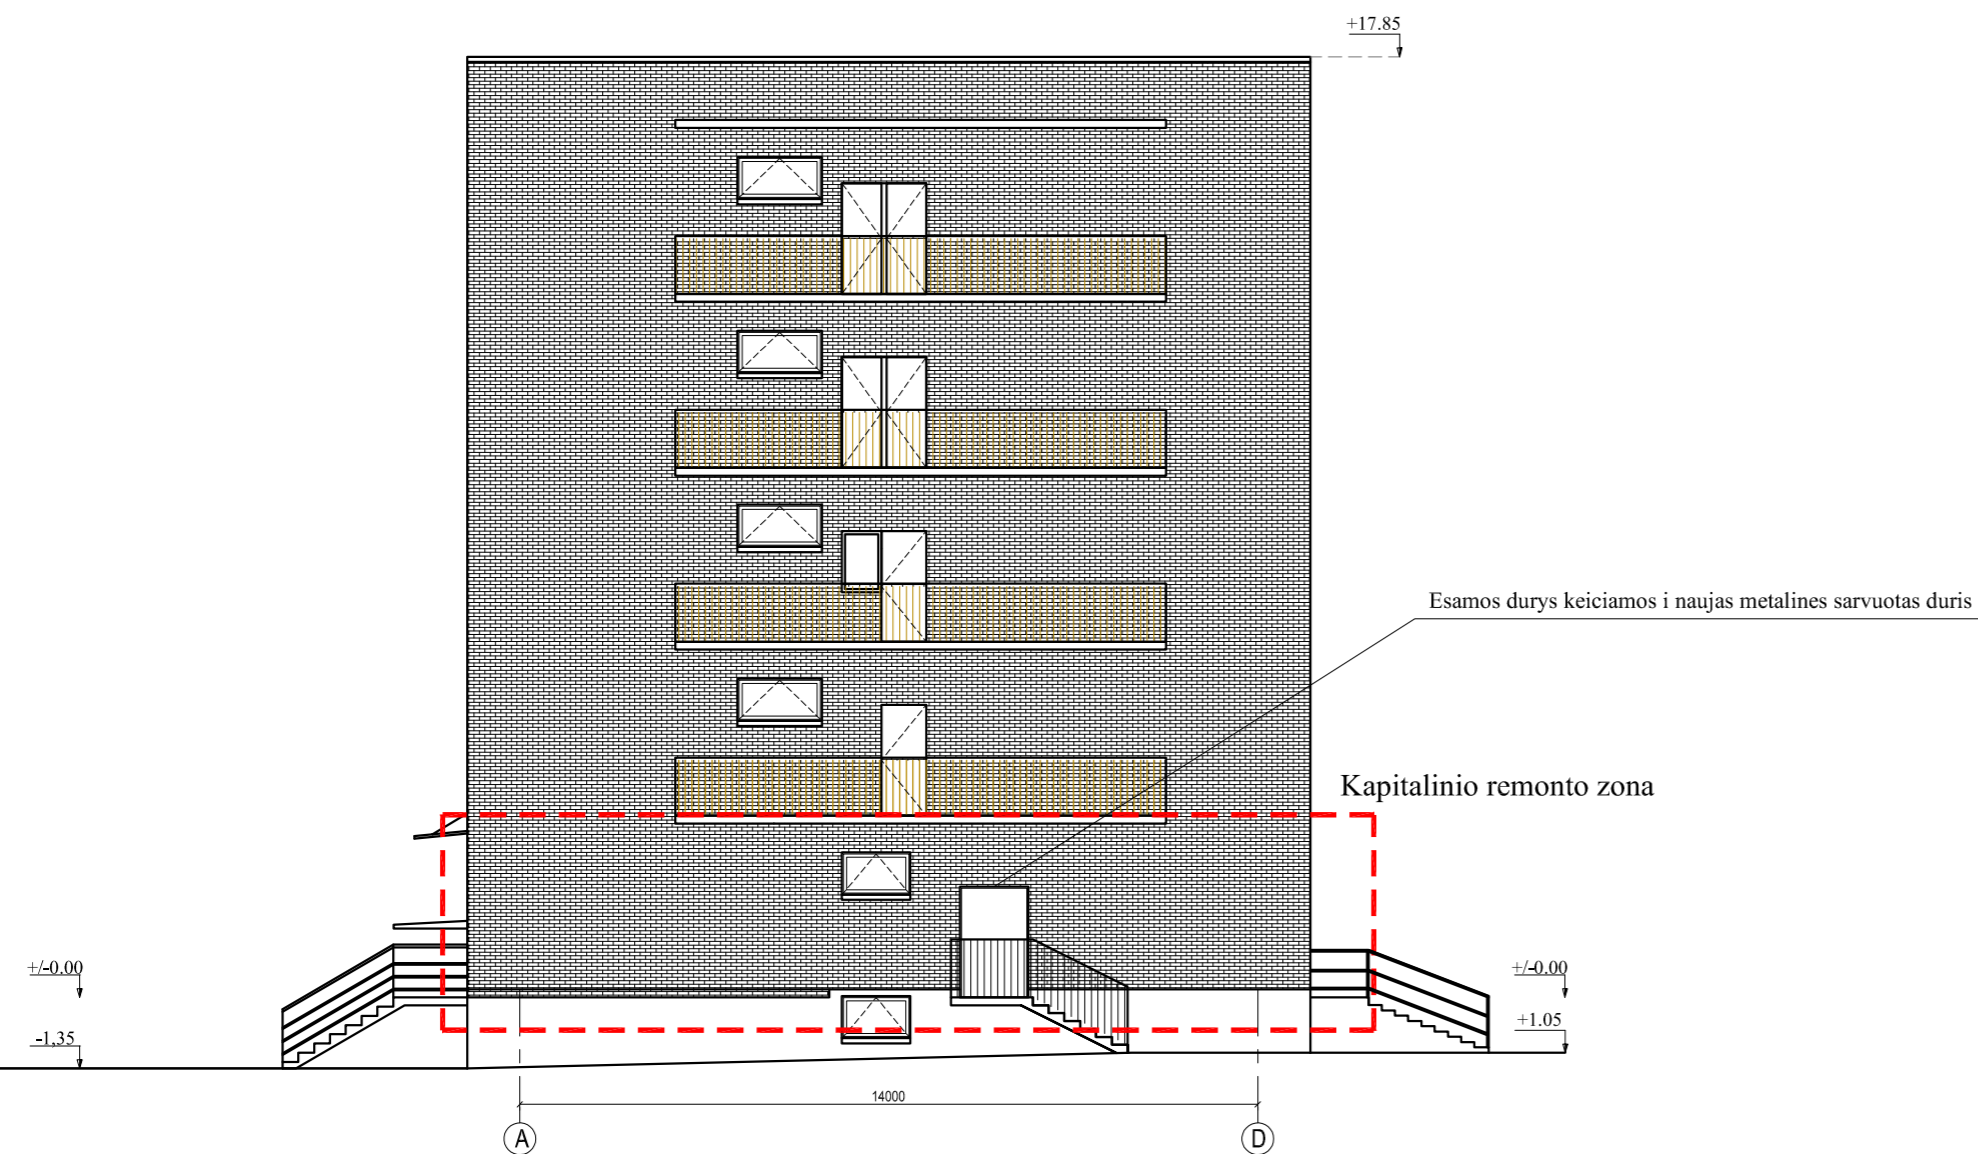 +17.85
Esamos durys keiciamos i naujas metalines sarvuotas duris
Kapitalinio remonto zona
+/-0.00
+/-0.00
-1,35
+1.05
14000
A
D